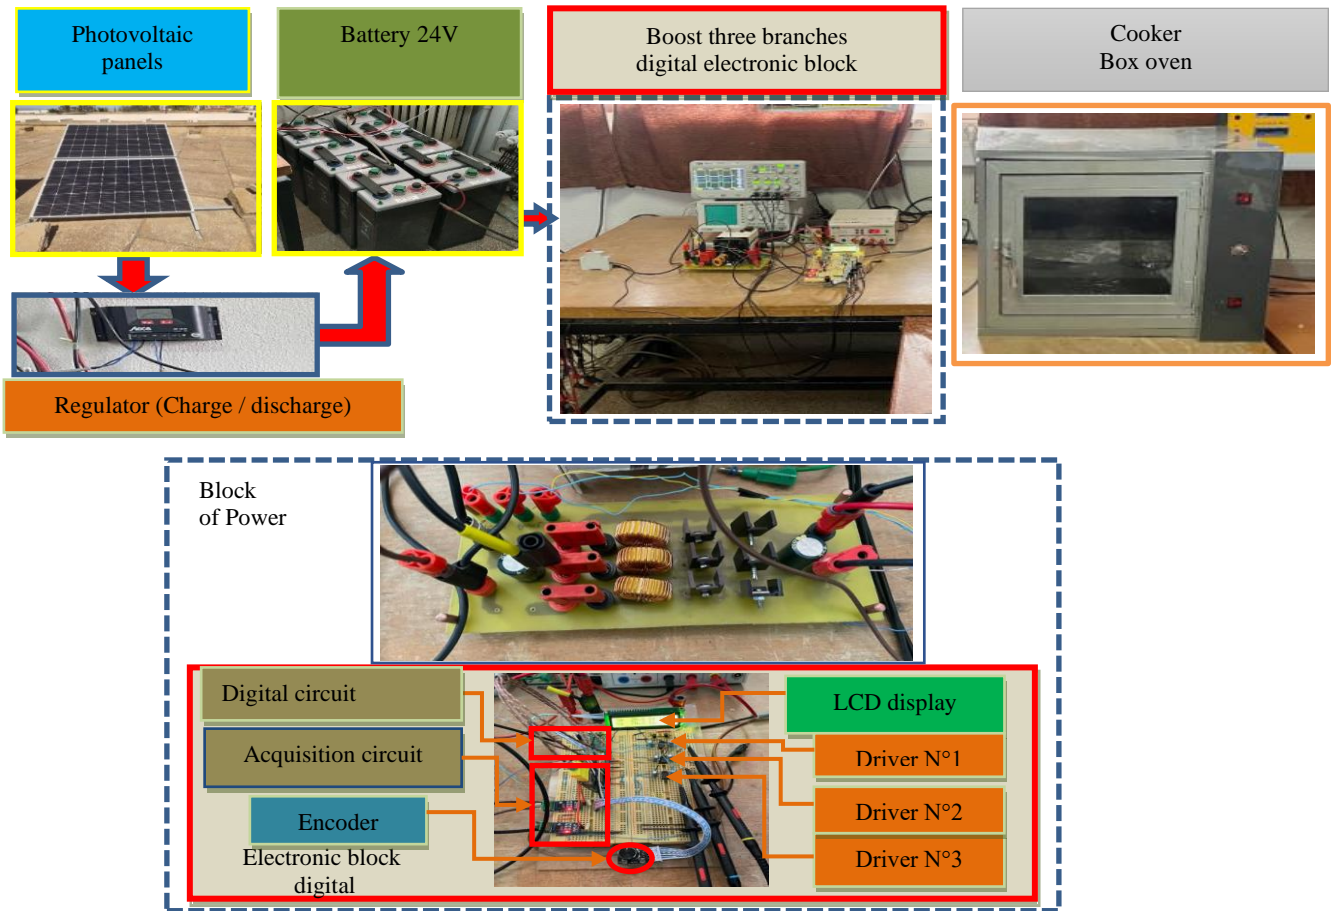 Photovoltaic
panels
Battery 24V
Boost three branches
digital electronic block
Cooker
Box oven
Regulator (Charge / discharge)
Block
of Power
Digital circuit
Acquisition circuit
Encoder
Electronic block
digital
LCD display
Driver N°1
Driver N°2
Driver N°3